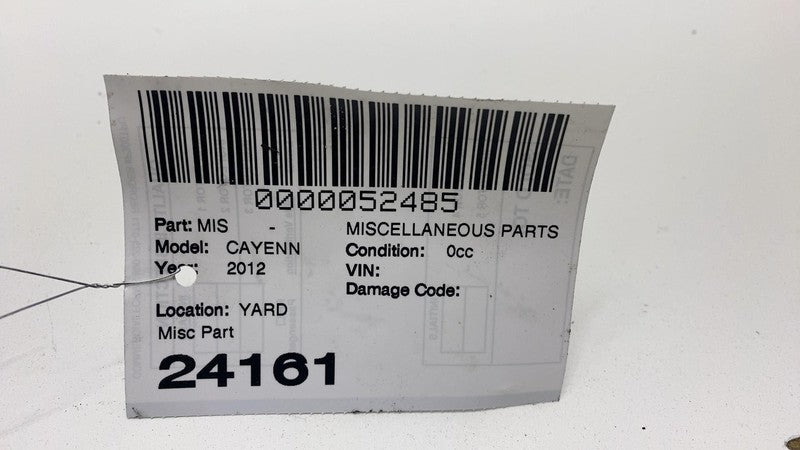 0000052485
Part: MIS - MISCELLANEOUS PARTS
Model: CAYENN Condition: 0cc
Year: 2012 VIN:
Damage Code:
Location: YARD
Misc Part
24161
DATE: